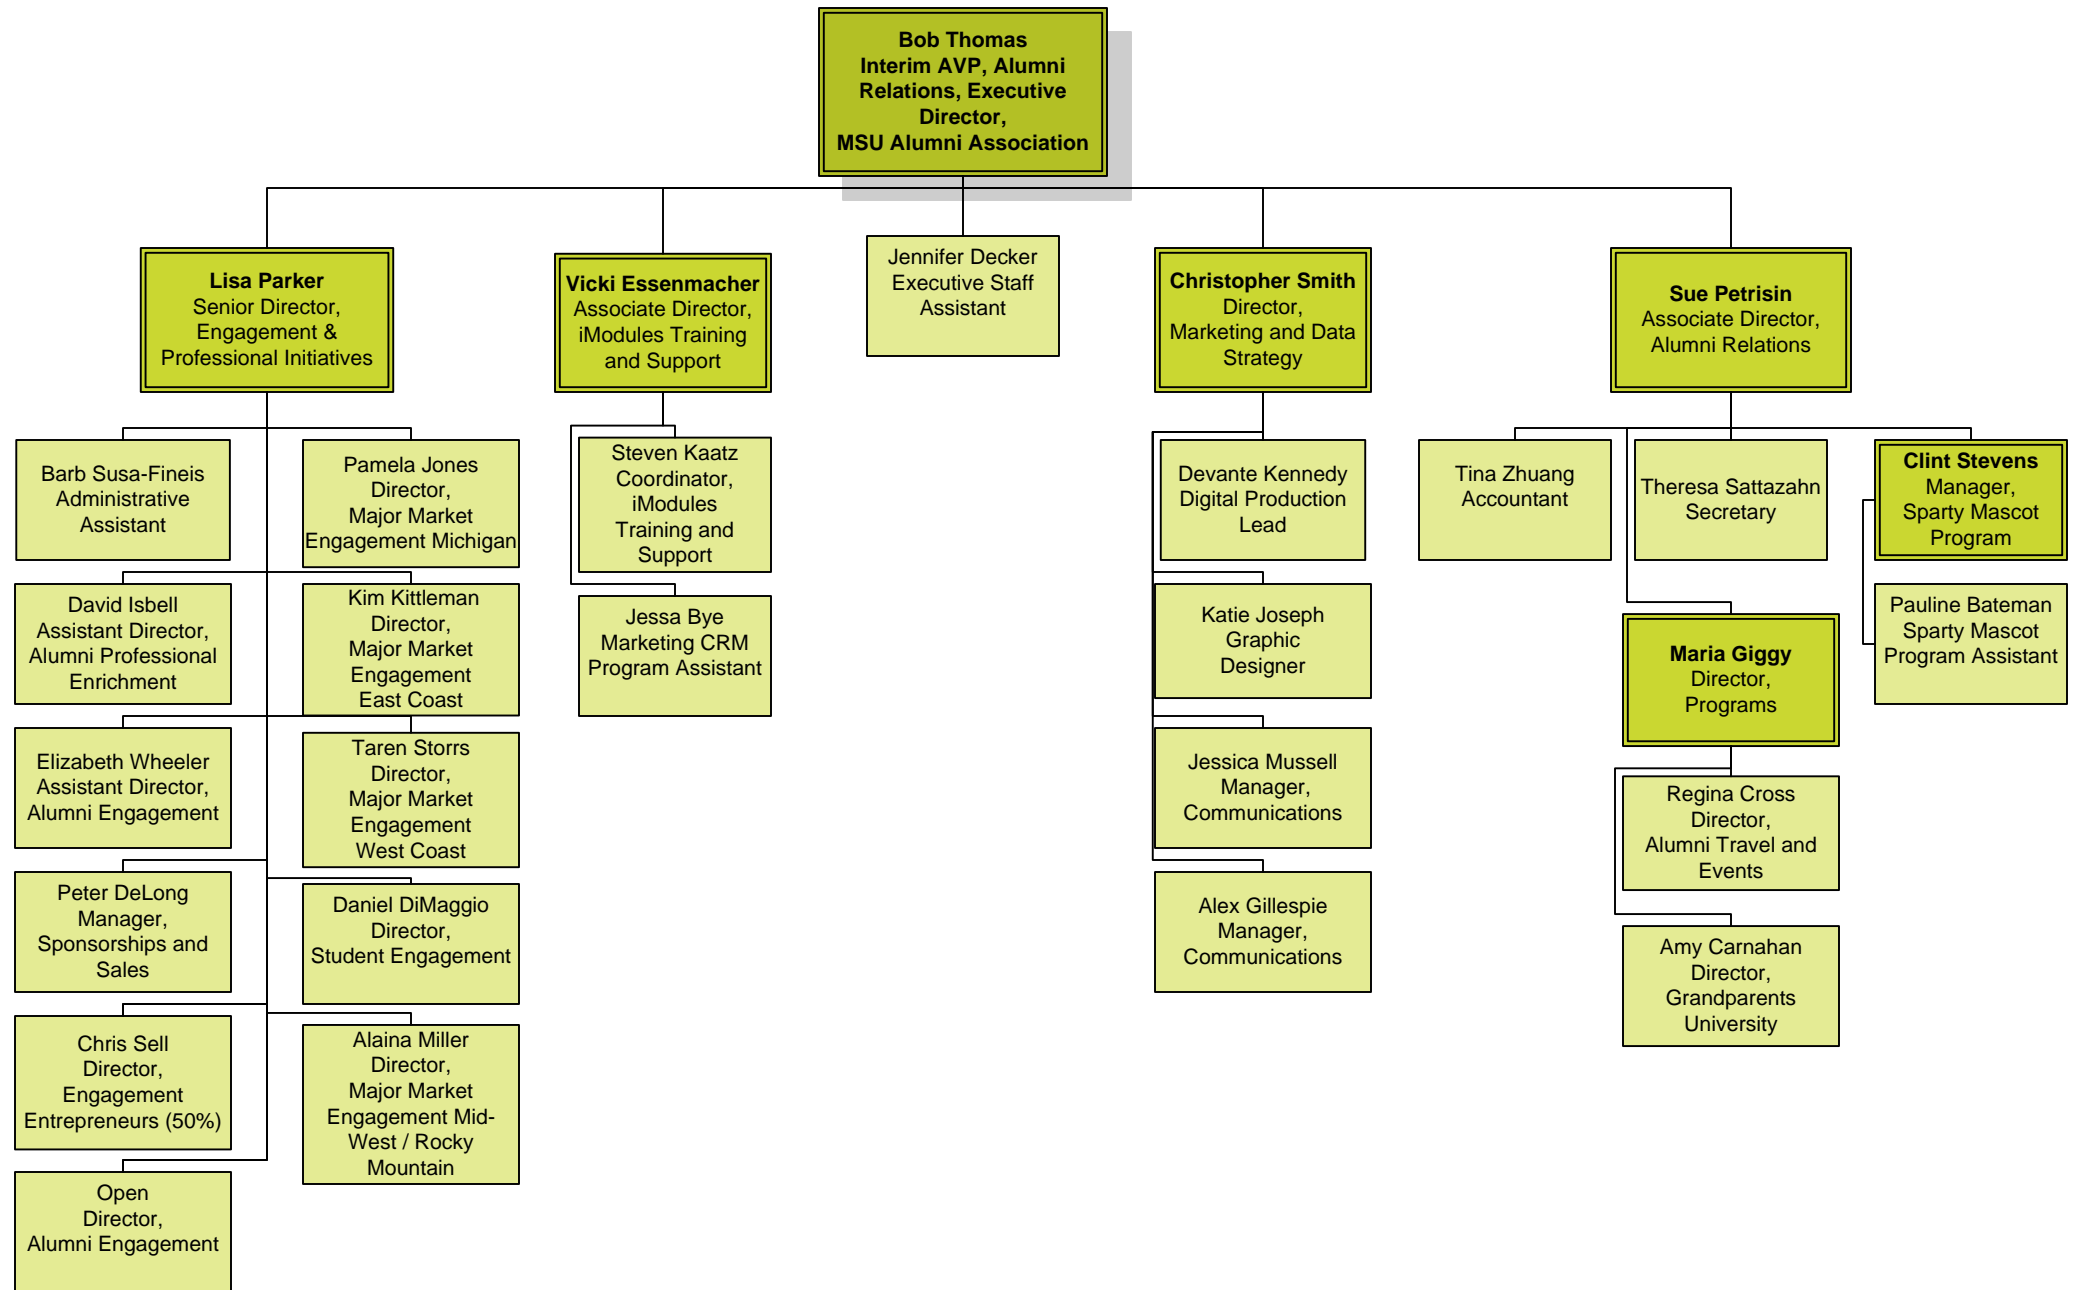 Bob Thomas
Interim AVP, Alumni
Relations, Executive
Director,
MSU Alumni Association
Lisa Parker
Senior Director,
Engagement &
Professional Initiatives
Vicki Essenmacher
Associate Director,
iModules Training
and Support
Jennifer Decker
Executive Staff
Assistant
Christopher Smith
Director,
Marketing and Data
Strategy
Sue Petrisin
Associate Director,
Alumni Relations
Barb Susa-Fineis
Administrative
Assistant
Pamela Jones
Director,
Major Market
Engagement Michigan
David Isbell
Assistant Director,
Alumni Professional
Enrichment
Kim Kittleman
Director,
Major Market
Engagement
East Coast
Elizabeth Wheeler
Assistant Director,
Alumni Engagement
Taren Storrs
Director,
Major Market
Engagement
West Coast
Peter DeLong
Manager,
Sponsorships and
Sales
Daniel DiMaggio
Director,
Student Engagement
Chris Sell
Director,
Engagement
Entrepreneurs (50%)
Alaina Miller
Director,
Major Market
Engagement Mid-
West / Rocky
Mountain
Open
Director,
Alumni Engagement
Steven Kaatz
Coordinator,
iModules
Training and
Support
Jessa Bye
Marketing CRM
Program Assistant
Devante Kennedy
Digital Production
Lead
Katie Joseph
Graphic
Designer
Jessica Mussell
Manager,
Communications
Alex Gillespie
Manager,
Communications
Tina Zhuang
Accountant
Theresa Sattazahn
Secretary
Clint Stevens
Manager,
Sparty Mascot
Program
Pauline Bateman
Sparty Mascot
Program Assistant
Maria Giggy
Director,
Programs
Regina Cross
Director,
Alumni Travel and
Events
Amy Carnahan
Director,
Grandparents
University